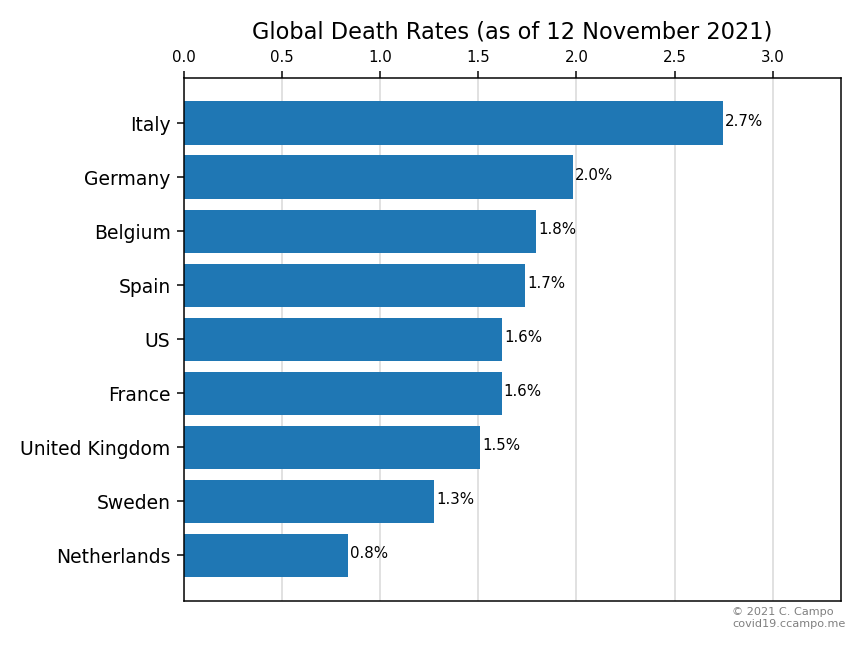 Global Death Rates (as of 12 November 2021)
0.0 0.5 1.0 1.5 2.0 2.5 3.0
Italy 2.7%
Germany 2.0%
Belgium 1.8%
Spain 1.7%
US 1.6%
France 1.6%
United Kingdom 1.5%
Sweden 1.3%
Netherlands 0.8%
© 2021 C. Campo
covid19.ccampo.me